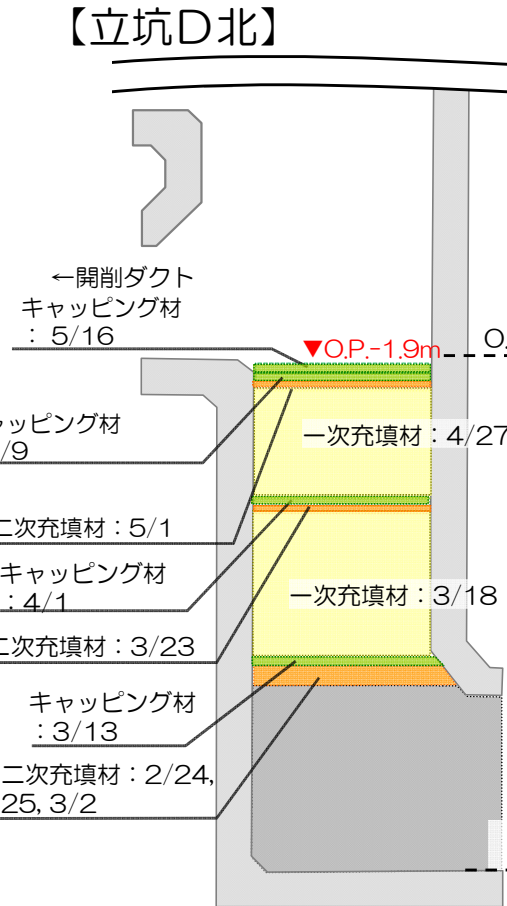 【立坑D北】
←開削ダクト
キャッピング材
：5/16
▼O.P.-1.9m
O.
ャッピング材
/9
一次充填材：4/27
二次充填材：5/1
キャッピング材
：4/1
一次充填材：3/18
二次充填材：3/23
キャッピング材
：3/13
二次充填材：2/24,
25, 3/2